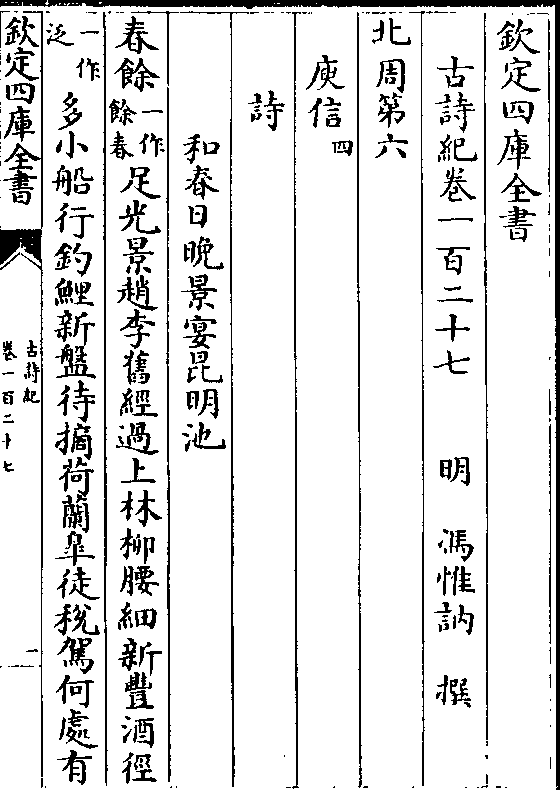 欽定四庫全書
古詩紀卷一百二十七 明 馮惟訥 撰
北周第六
庾信四
詩
和春日晚景宴昆明池
春餘一作餘春足光景趙李舊經過上林柳腰細新豐酒徑
一作泛多小船行釣鯉新盤待摘荷蘭臯徒稅駕何處有
欽定四庫全書
古詩紀
卷一百二十七
一